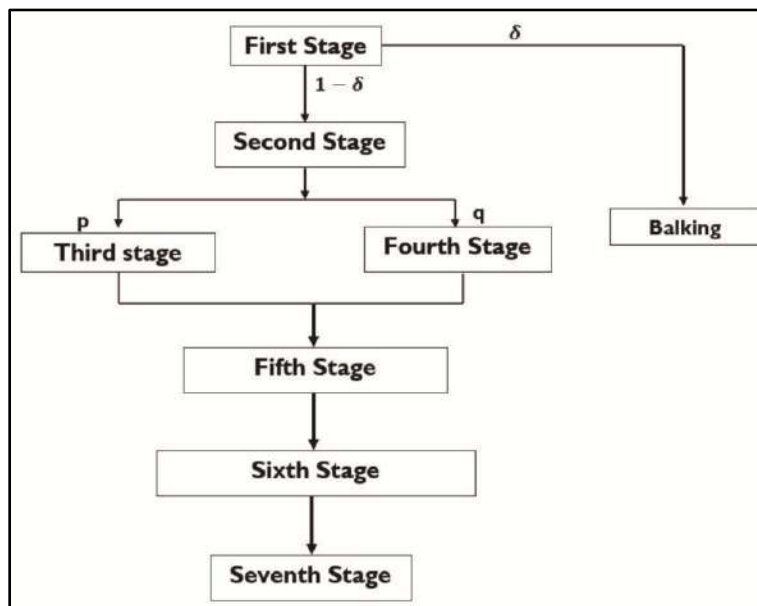 First Stage
δ
1 − δ
Second Stage
p
q
Third stage
Fourth Stage
Balking
Fifth Stage
Sixth Stage
Seventh Stage